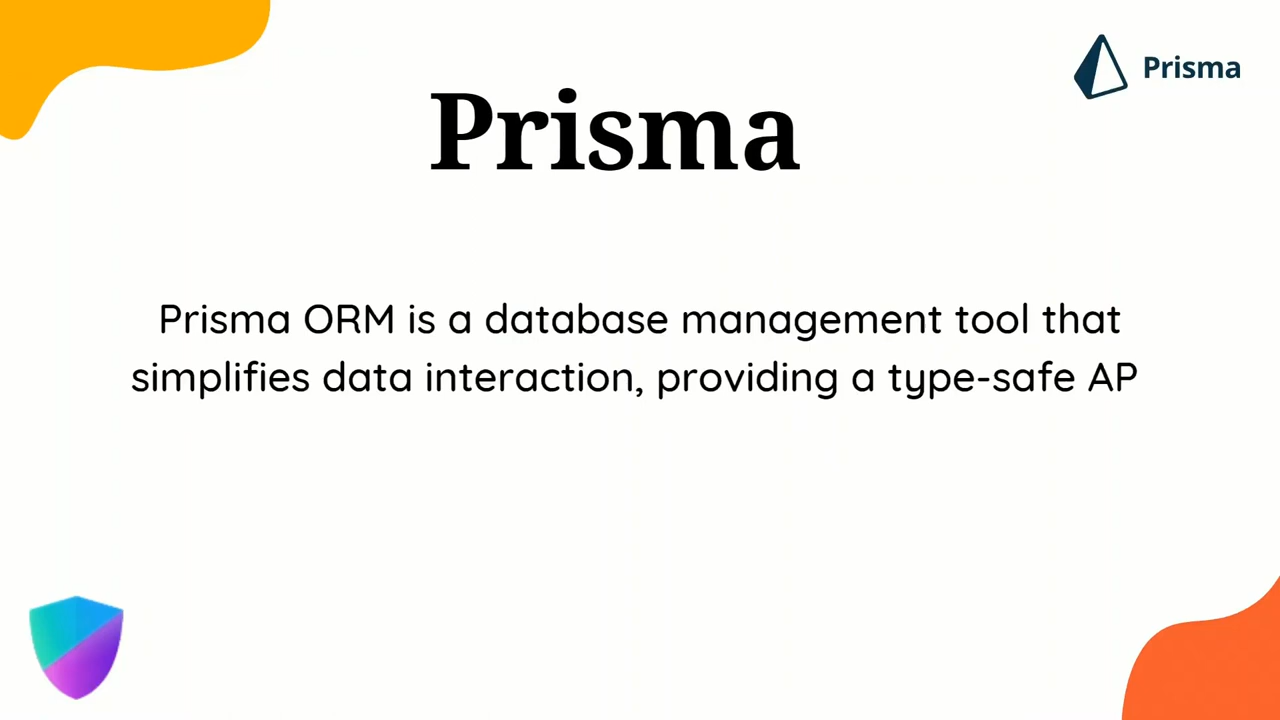 Prisma
Prisma
Prisma ORM is a database management tool that
simplifies data interaction, providing a type-safe AP